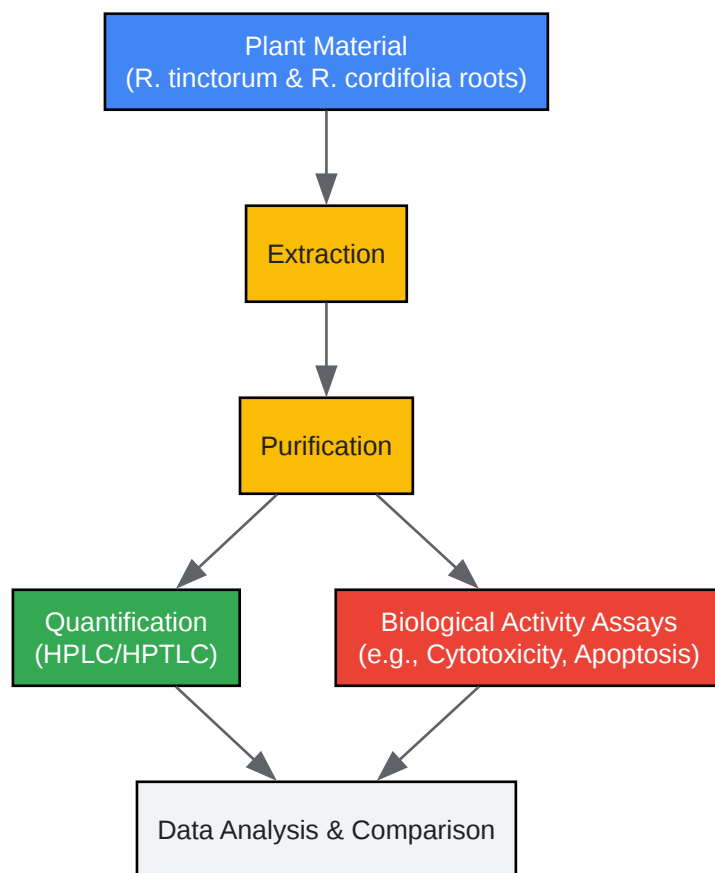 Plant Material
(R. tinctorum & R. cordifolia roots)
Extraction
Purification
Quantification
(HPLC/HPTLC)
Biological Activity Assays
(e.g., Cytotoxicity, Apoptosis)
Data Analysis & Comparison